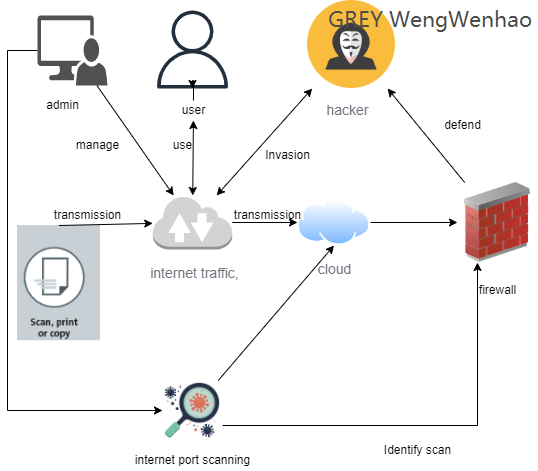 GREY WengWenhao
admin
user
hacker
defend
manage
use
Invasion
transmission
transmission
internet traffic,
cloud
Scan, print
or copy
firewall
internet port scanning
Identify scan